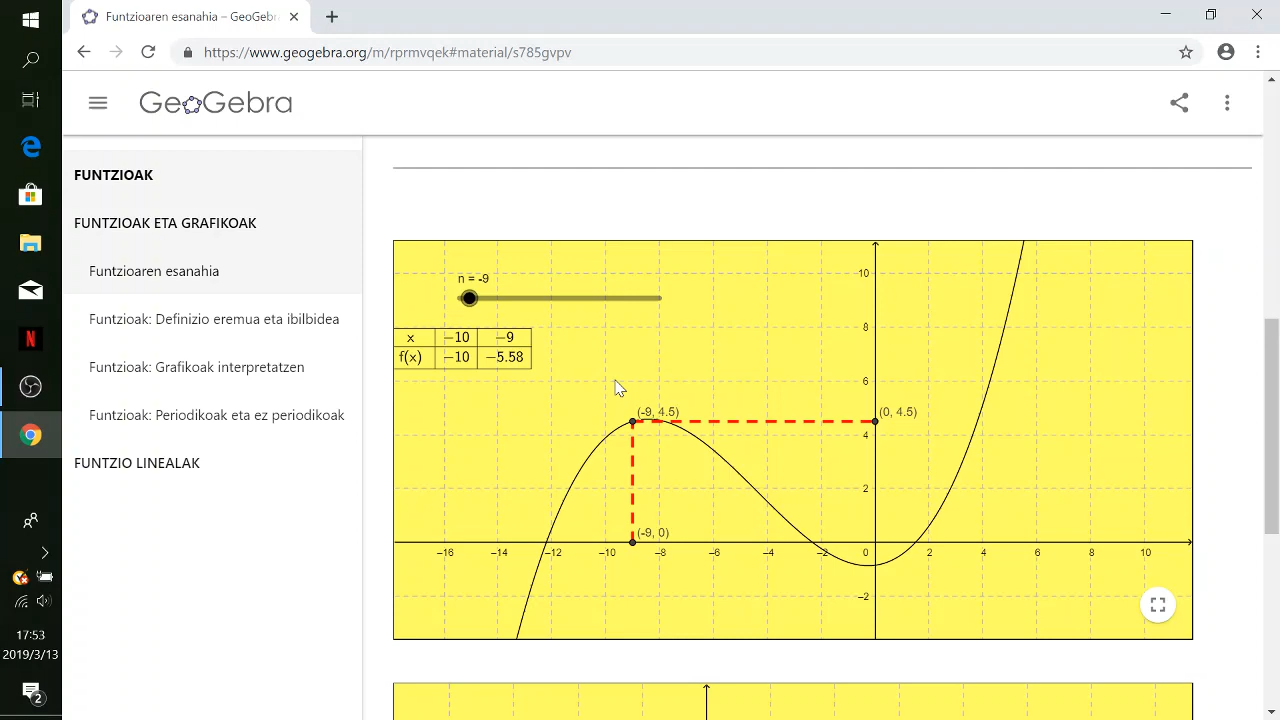 Funtzioaren esanahia – GeoGebr
https://www.geogebra.org/m/rprmvqek#material/s785gvpv
GeoGebra
FUNTZIOAK
FUNTZIOAK ETA GRAFIKOAK
Funtzioaren esanahia
Funtzioak: Definizio eremua eta ibilbidea
Funtzioak: Grafikoak interpretatzen
Funtzioak: Periodikoak eta ez periodikoak
FUNTZIO LINEALAK
n = -9
x −10 −9
f(x) −10 −5.58
(-9, 4.5)
(0, 4.5)
(-9, 0)
10
8
6
4
2
–2
–16 –14 –12 –10 –8 –6 –4 –2 0 2 4 6 8 10
N
17:53
2019/3/13
2